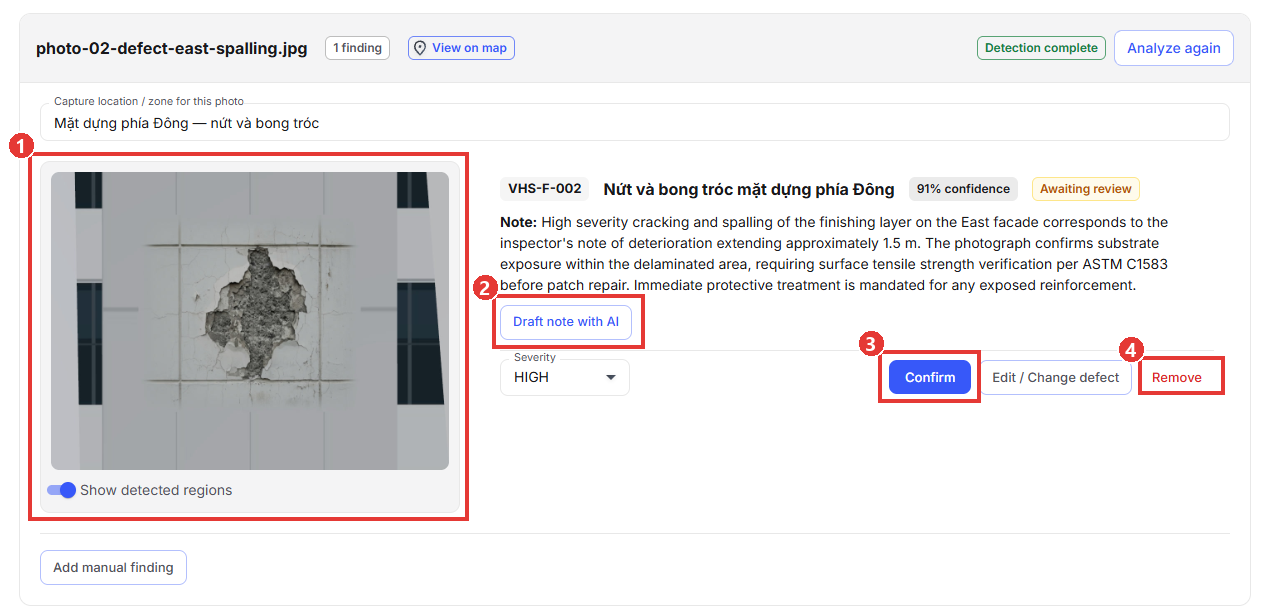 photo-02-defect-east-spalling.jpg 1 finding View on map Detection complete Analyze again
Capture location / zone for this photo
Mặt dựng phía Đông — nứt và bong tróc
1
VHS-F-002 Nứt và bong tróc mặt dựng phía Đông 91% confidence Awaiting review
Note: High severity cracking and spalling of the finishing layer on the East facade corresponds to the
inspector's note of deterioration extending approximately 1.5 m. The photograph confirms substrate
exposure within the delaminated area, requiring surface tensile strength verification per ASTM C1583
before patch repair. Immediate protective treatment is mandated for any exposed reinforcement.
2
Draft note with AI
3
4
Severity
HIGH
Confirm Edit / Change defect Remove
Show detected regions
Add manual finding